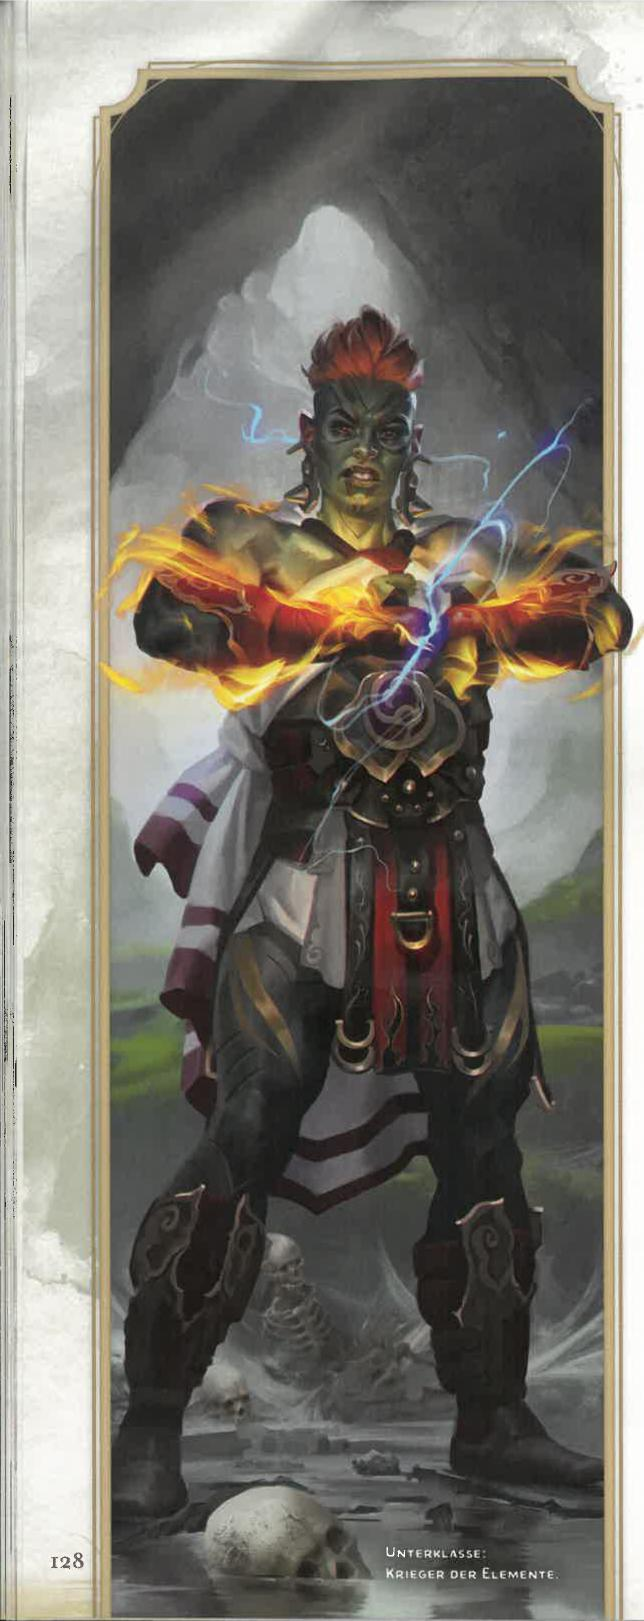 128
UNTERKLASSE:
KRIEGER DER ELEMENTE.